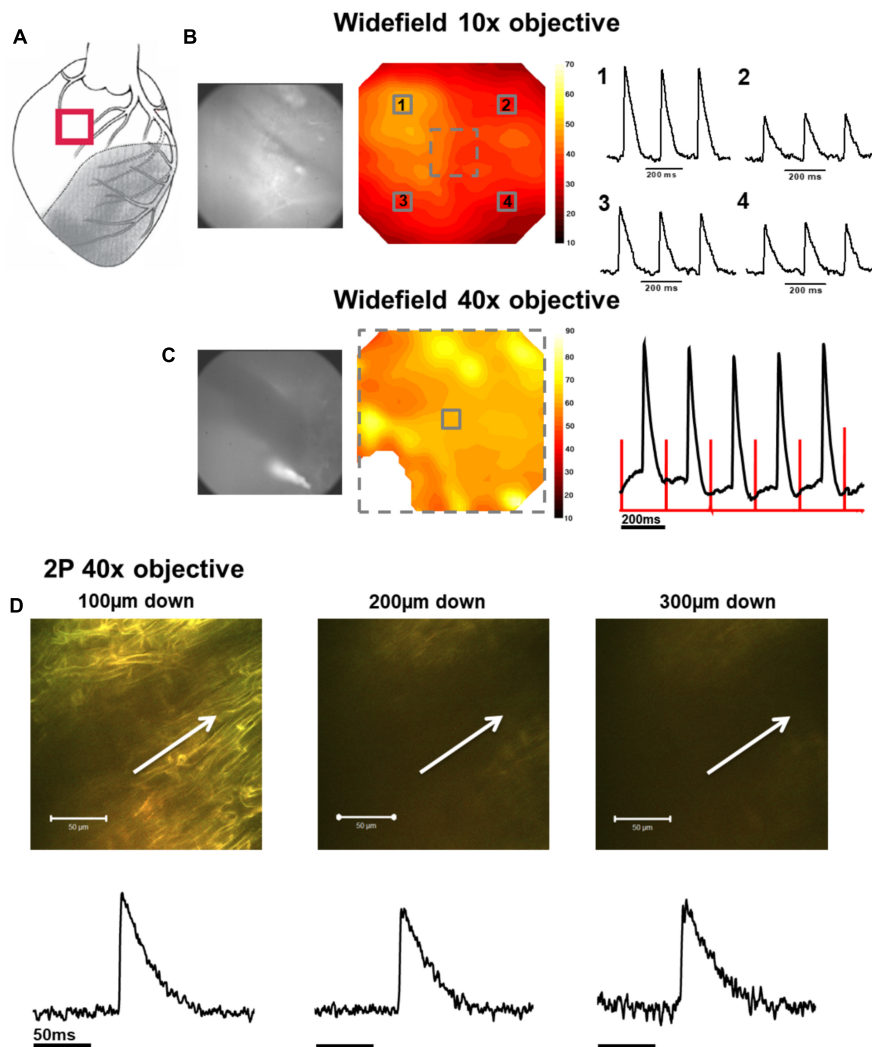 Widefield 10x objective
A
B
1
2
3
4
70
60
50
40
30
20
10
1
200 ms
2
200 ms
3
200 ms
4
200 ms
Widefield 40x objective
C
90
80
70
60
50
40
30
20
10
200ms
2P 40x objective
D
100µm down
200µm down
300µm down
50 µm
50 µm
50 µm
50ms